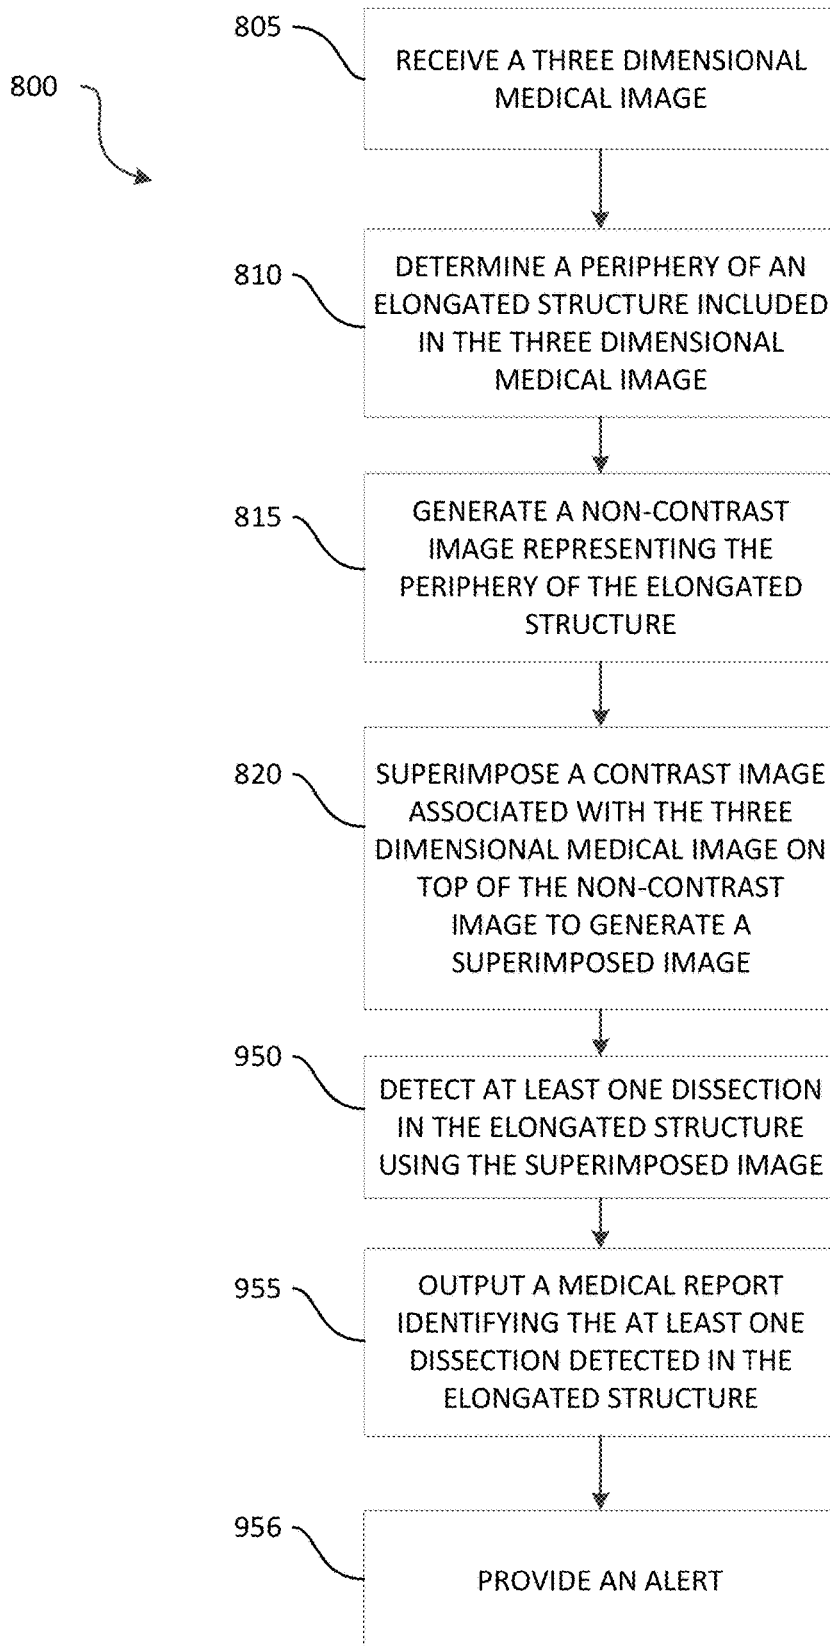 800
805
RECEIVE A THREE DIMENSIONAL
MEDICAL IMAGE
810
DETERMINE A PERIPHERY OF AN
ELONGATED STRUCTURE INCLUDED
IN THE THREE DIMENSIONAL
MEDICAL IMAGE
815
GENERATE A NON-CONTRAST
IMAGE REPRESENTING THE
PERIPHERY OF THE ELONGATED
STRUCTURE
820
SUPERIMPOSE A CONTRAST IMAGE
ASSOCIATED WITH THE THREE
DIMENSIONAL MEDICAL IMAGE ON
TOP OF THE NON-CONTRAST
IMAGE TO GENERATE A
SUPERIMPOSED IMAGE
950
DETECT AT LEAST ONE DISSECTION
IN THE ELONGATED STRUCTURE
USING THE SUPERIMPOSED IMAGE
955
OUTPUT A MEDICAL REPORT
IDENTIFYING THE AT LEAST ONE
DISSECTION DETECTED IN THE
ELONGATED STRUCTURE
956
PROVIDE AN ALERT